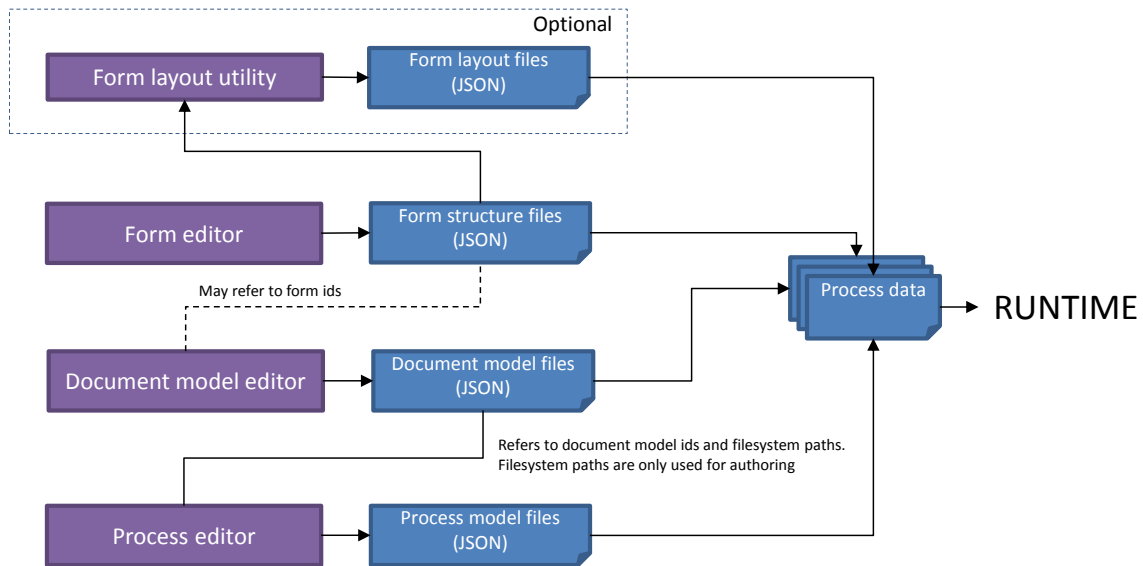 Optional
Form layout utility
Form layout files
(JSON)
Form editor
Form structure files
(JSON)
May refer to form ids
Process data
RUNTIME
Document model editor
Document model files
(JSON)
Refers to document model ids and filesystem paths.
Filesystem paths are only used for authoring
Process editor
Process model files
(JSON)